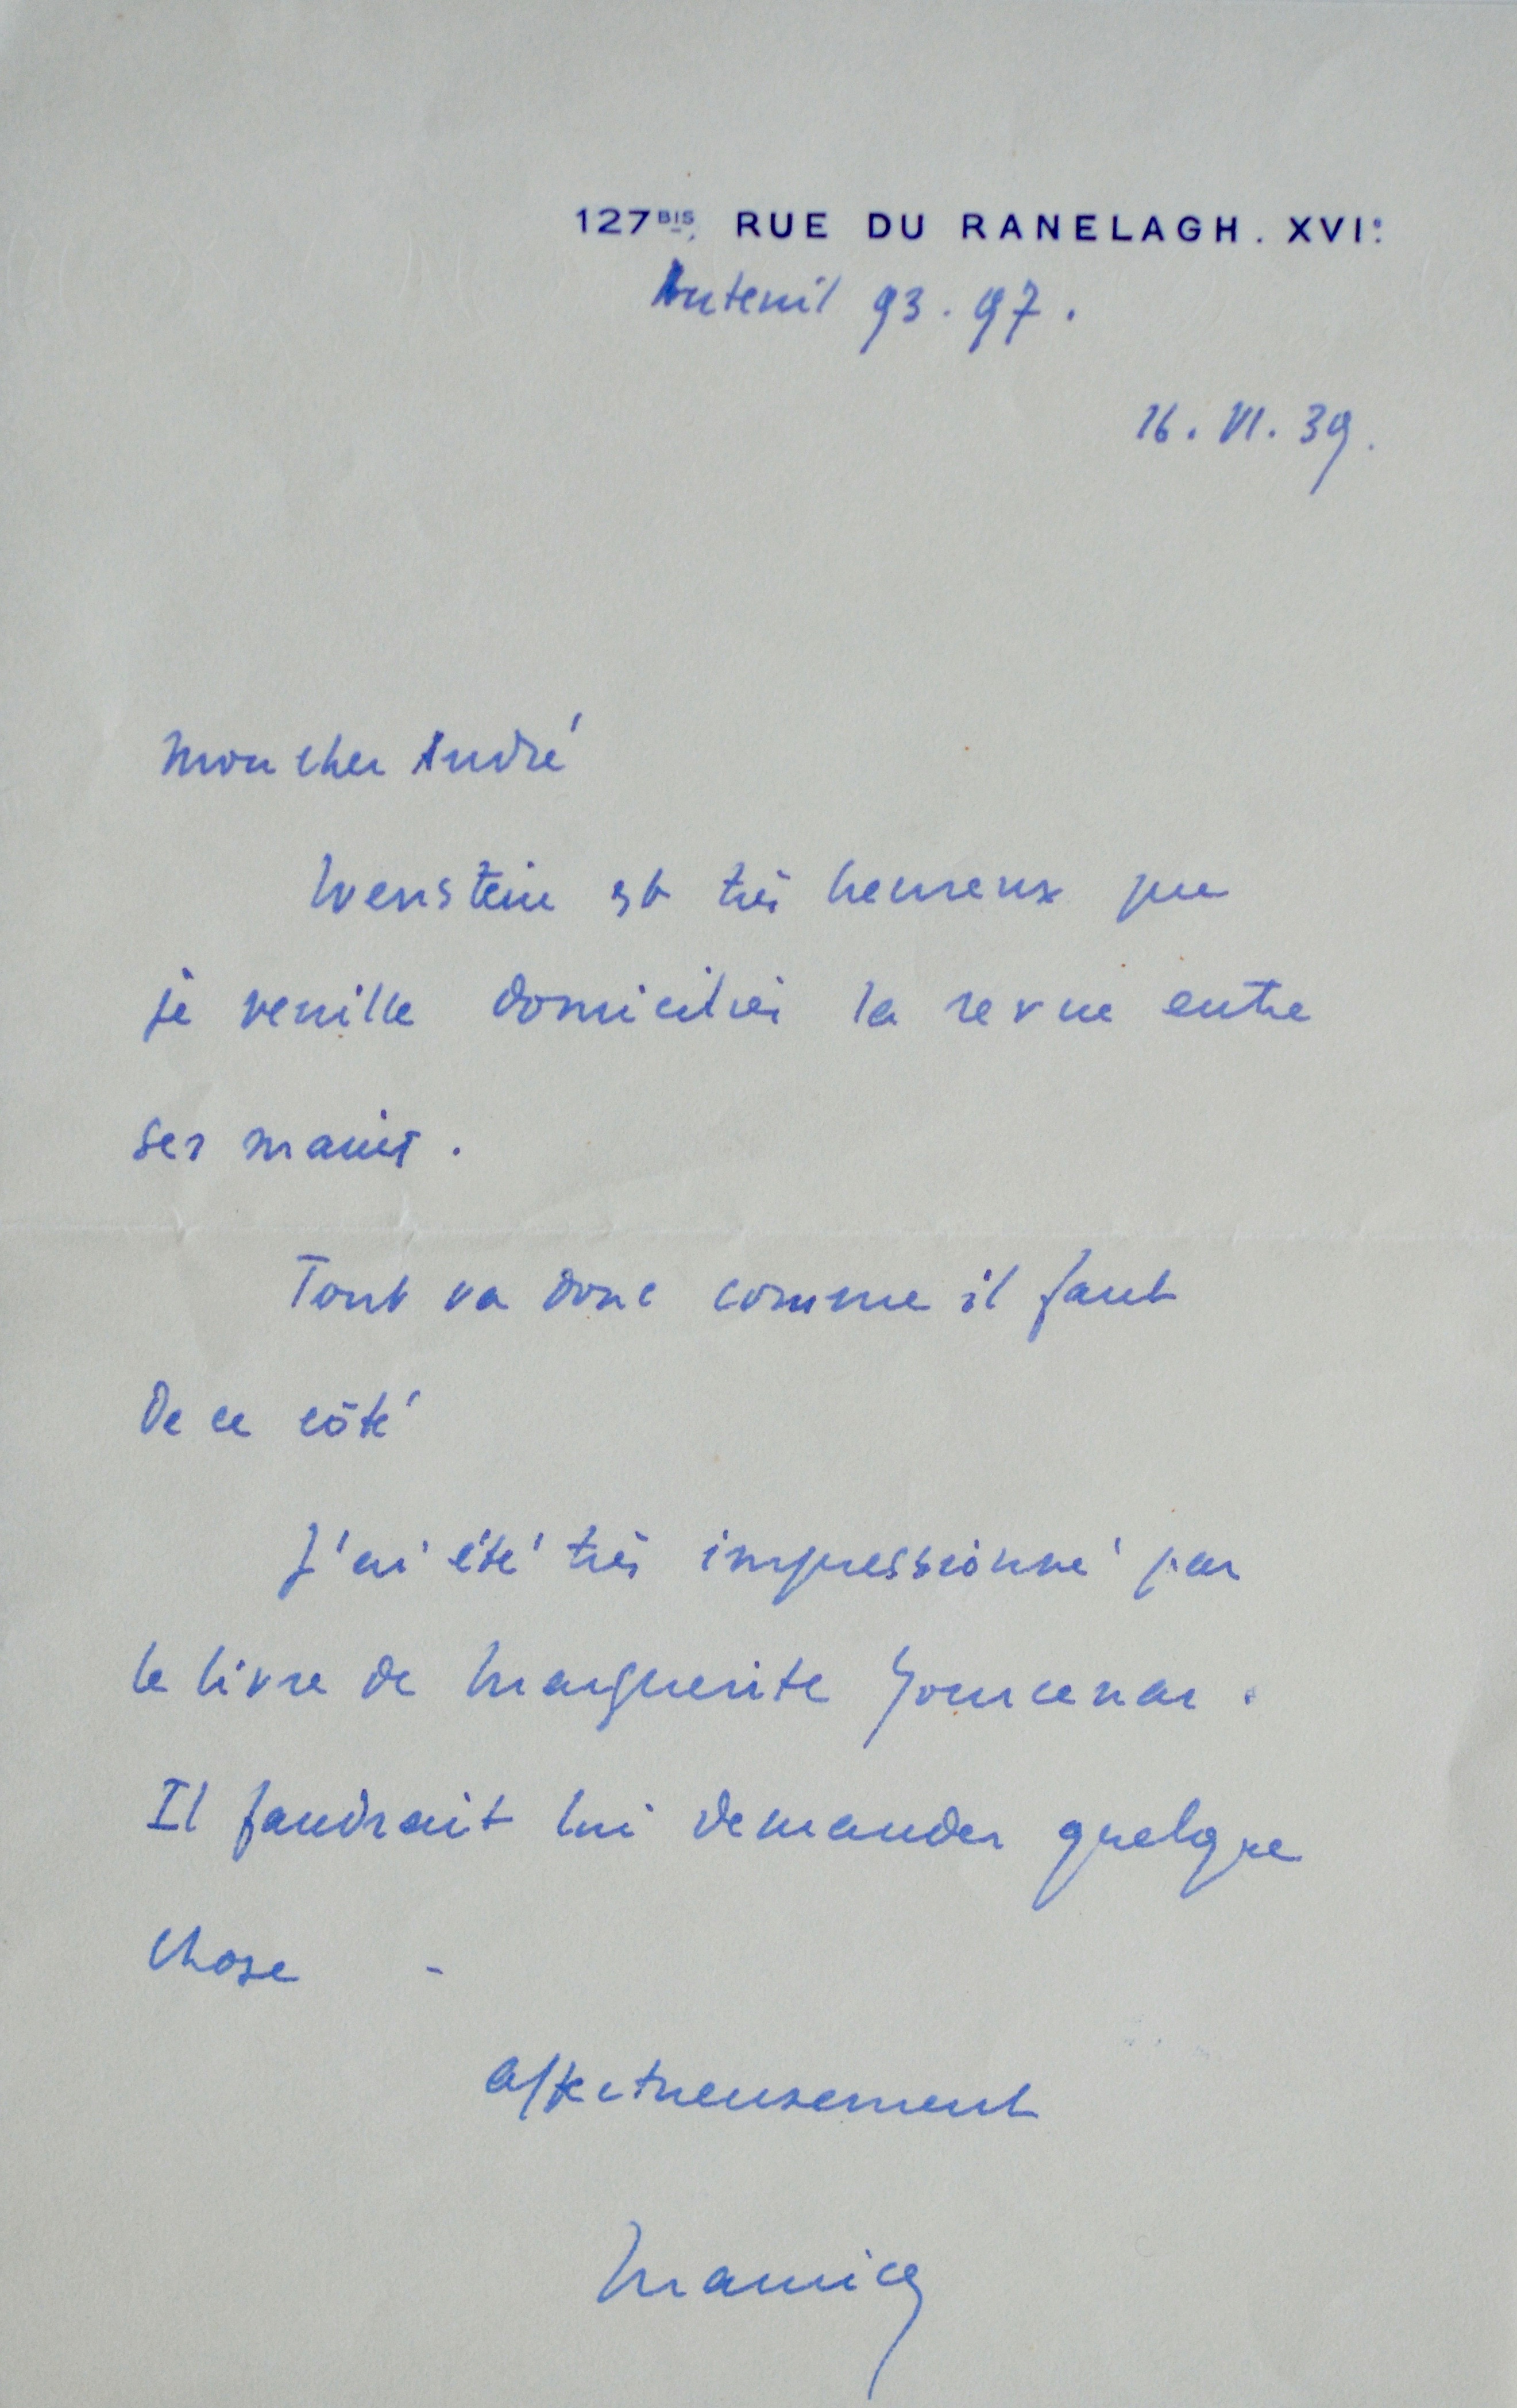 127BIS, RUE DU RANELAGH. XVIe.
Auteuil 93.97.
16.VI.39.
Mon cher André
est très heureux que
je veuille domicilier la revue entre
ses mains.
Tout va donc comme il faut
de ce côté
J'ai été très impressionné par
le livre de Marguerite Yourcenar.
Il faudrait lui demander quelque
chose -
affectueusement
Maurice